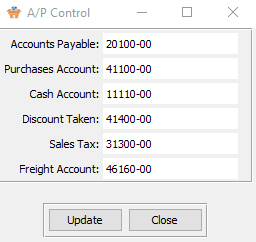 A/P Control
Accounts Payable: 20100-00
Purchases Account: 41100-00
Cash Account: 11110-00
Discount Taken: 41400-00
Sales Tax: 31300-00
Freight Account: 46160-00
Update Close